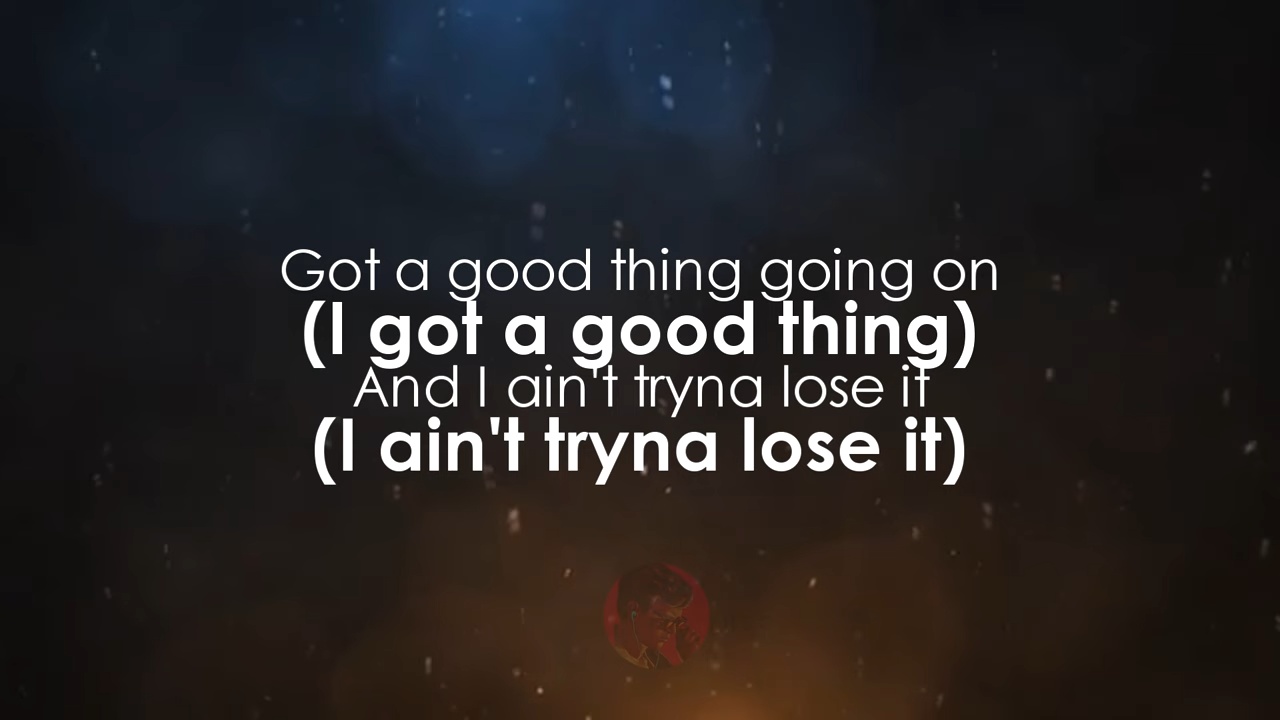 Got a good thing going on
(I got a good thing)
And I ain't tryna lose it
(I ain't tryna lose it)